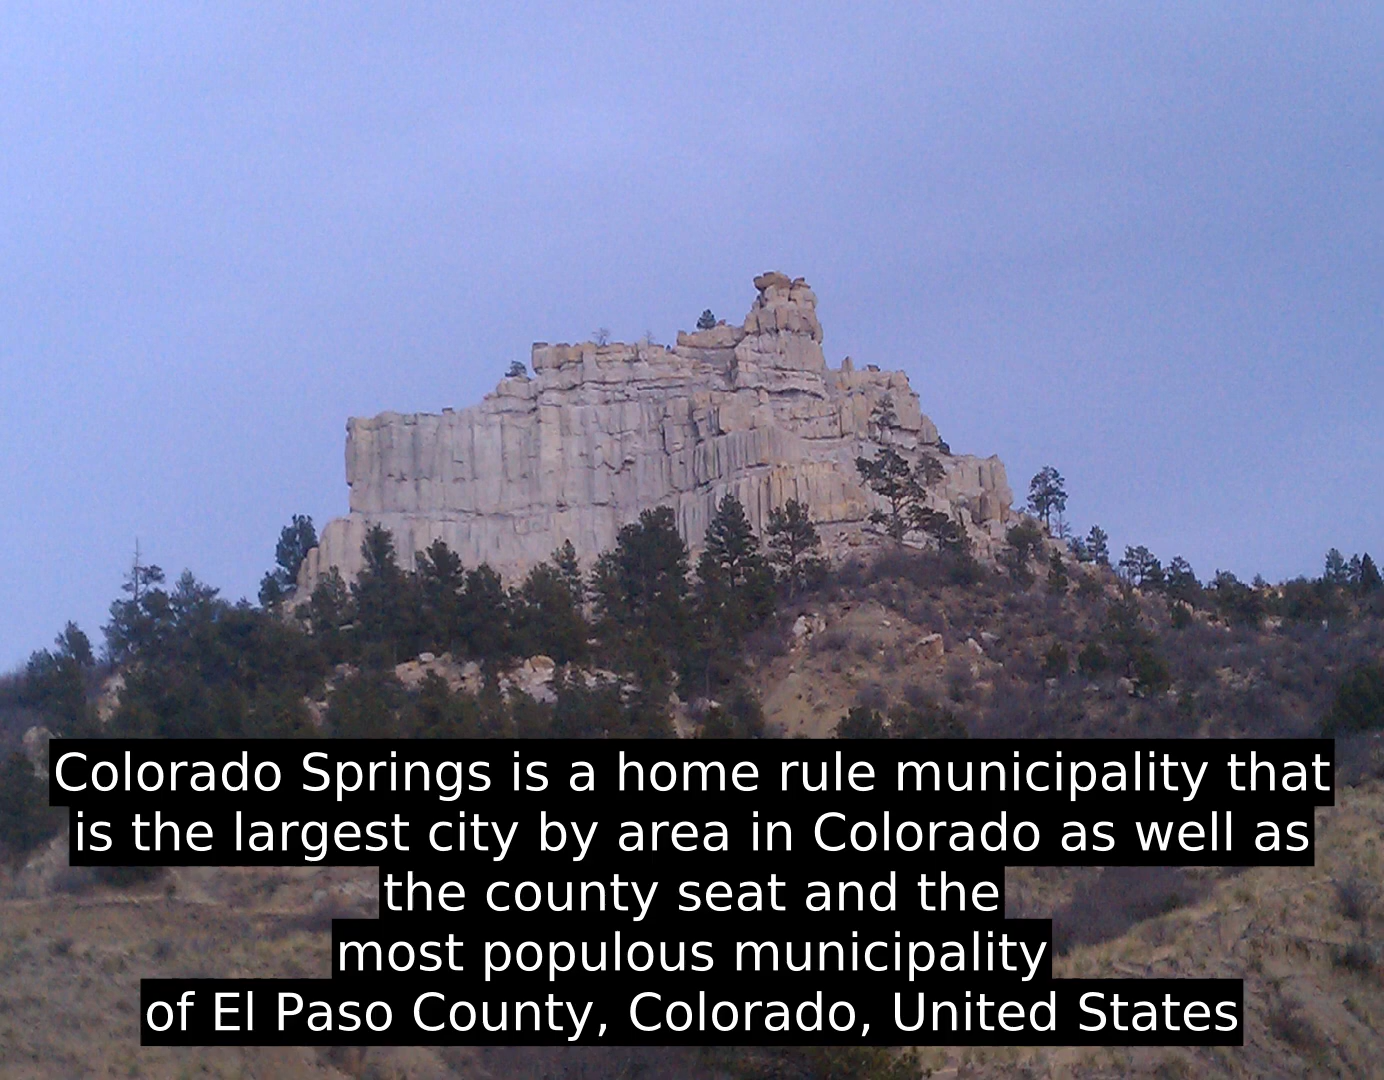 Colorado Springs is a home rule municipality that
is the largest city by area in Colorado as well as
the county seat and the
most populous municipality
of El Paso County, Colorado, United States